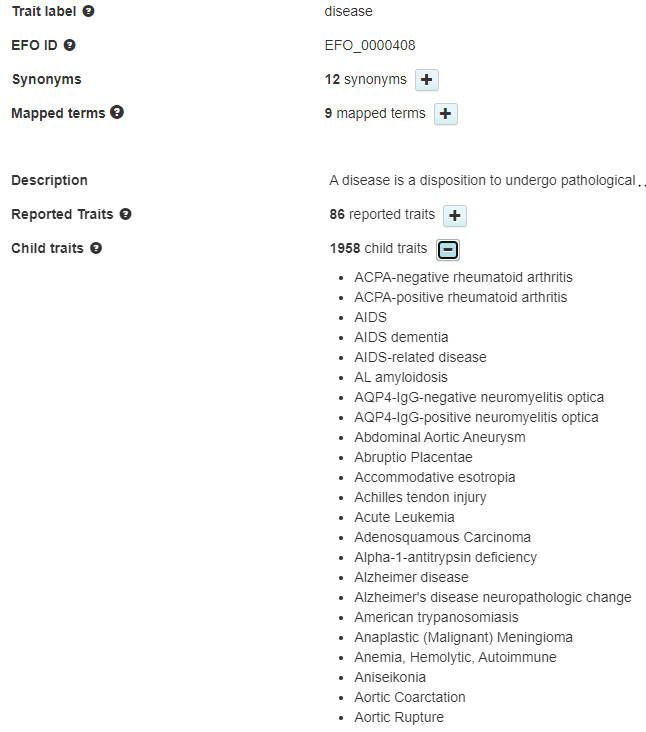 Trait label disease
EFO ID EFO_0000408
Synonyms 12 synonyms
Mapped terms 9 mapped terms
Description A disease is a disposition to undergo pathological..
Reported Traits 86 reported traits
Child traits 1958 child traits
ACPA-negative rheumatoid arthritis
ACPA-positive rheumatoid arthritis
AIDS
AIDS dementia
AIDS-related disease
AL amyloidosis
AQP4-IgG-negative neuromyelitis optica
AQP4-IgG-positive neuromyelitis optica
Abdominal Aortic Aneurysm
Abruptio Placentae
Accommodative esotropia
Achilles tendon injury
Acute Leukemia
Adenosquamous Carcinoma
Alpha-1-antitrypsin deficiency
Alzheimer disease
Alzheimer's disease neuropathologic change
American trypanosomiasis
Anaplastic (Malignant) Meningioma
Anemia, Hemolytic, Autoimmune
Aniseikonia
Aortic Coarctation
Aortic Rupture